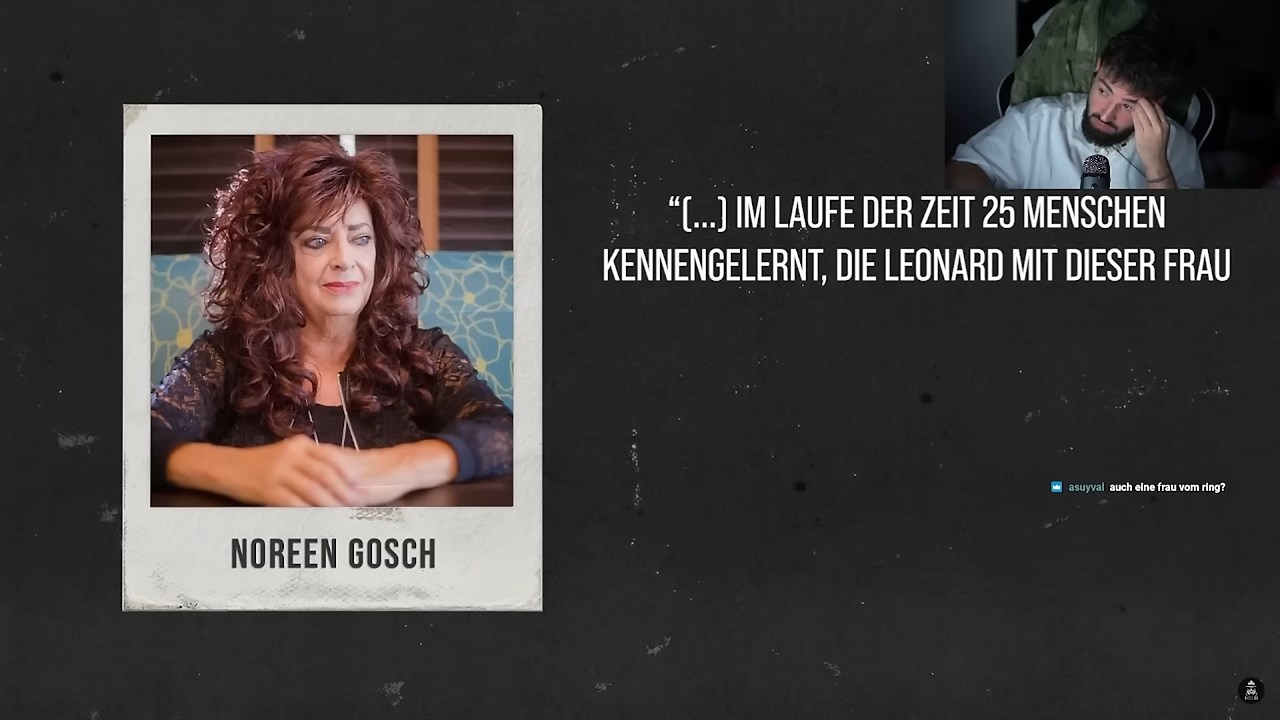 “(...) IM LAUFE DER ZEIT 25 MENSCHEN
KENNENGELERNT, DIE LEONARD MIT DIESER FRAU
asuyval auch eine frau vom ring?
NOREEN GOSCH